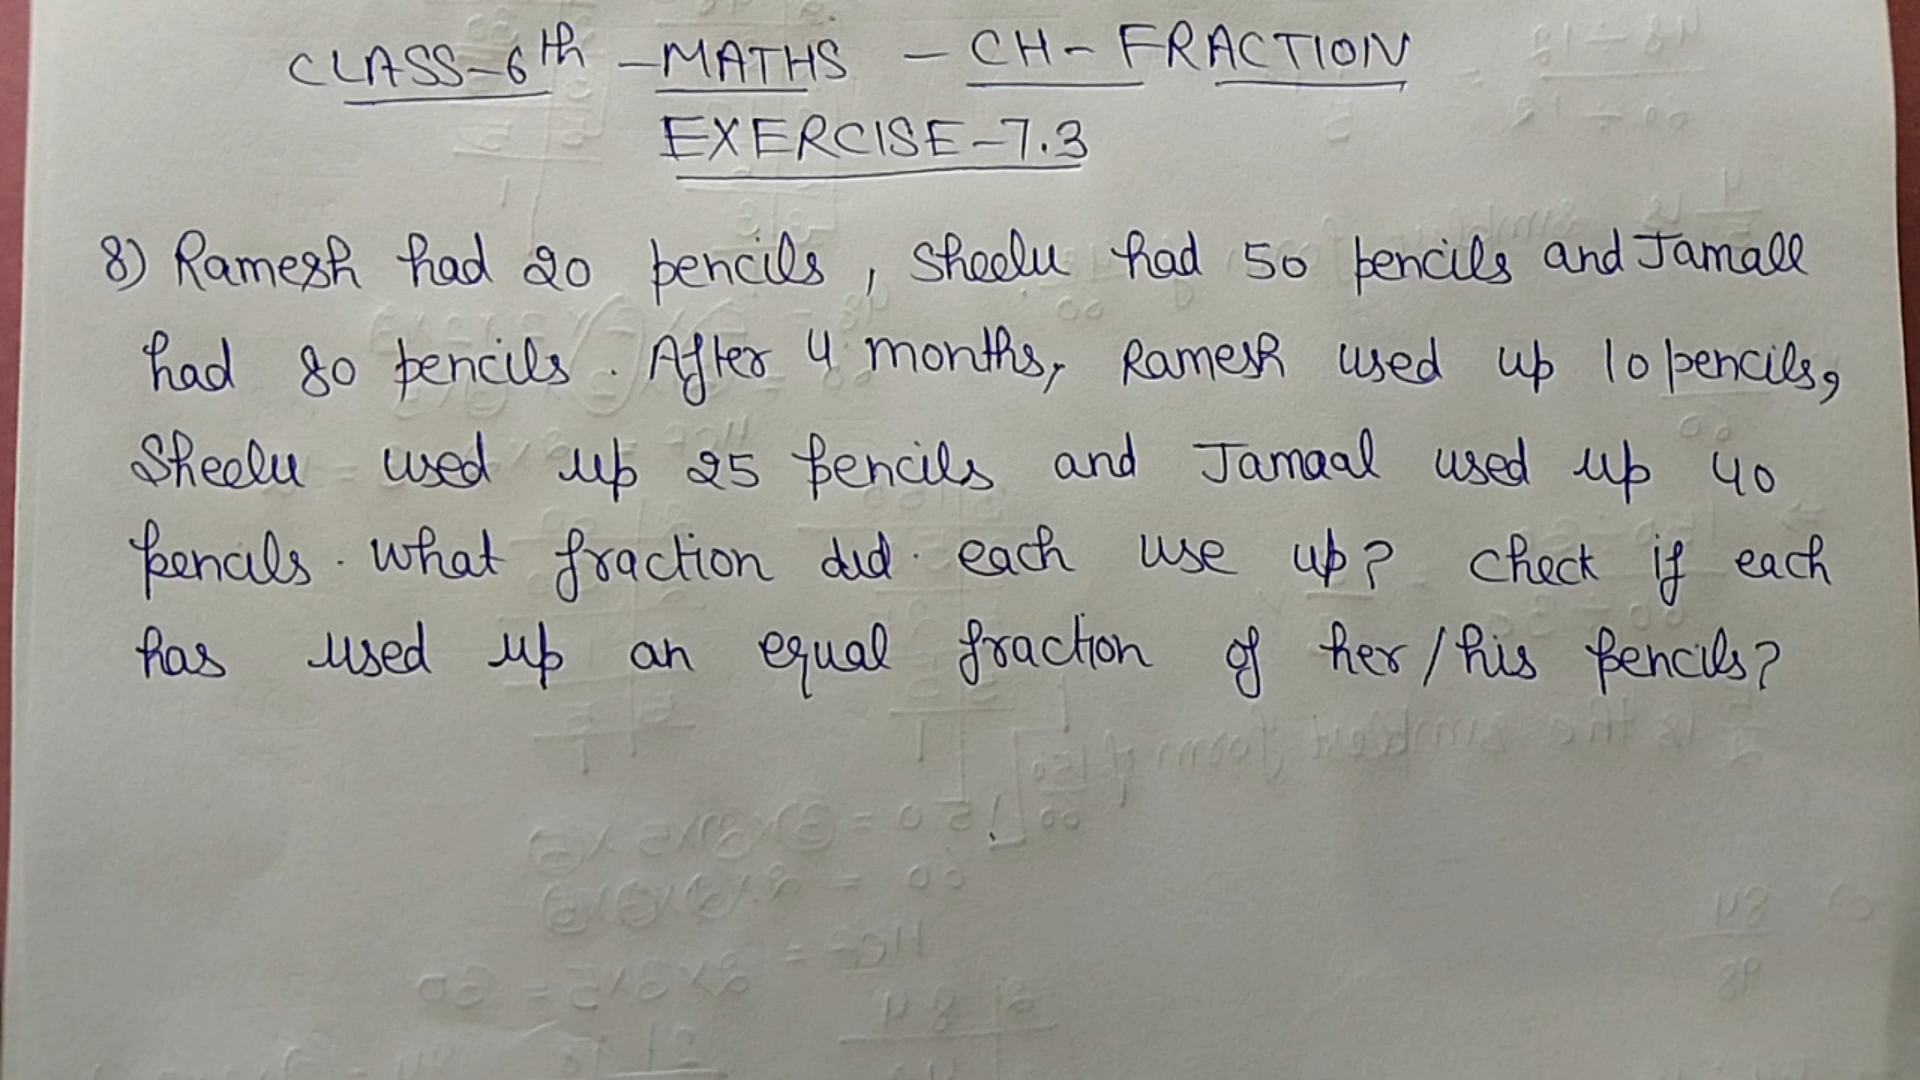 CLASS-6th - MATHS - CH- FRACTION
EXERCISE-7.3
8) Ramesh had 20 pencils, Sheelu had 50 pencils and Jamall
had 80 pencils. After 4 months, Ramesh used up 10 pencils,
Sheelu used up 25 pencils and Jamaal used up 40
pencils. What fraction did each use up? check if each
has used up an equal fraction of her/his pencils?